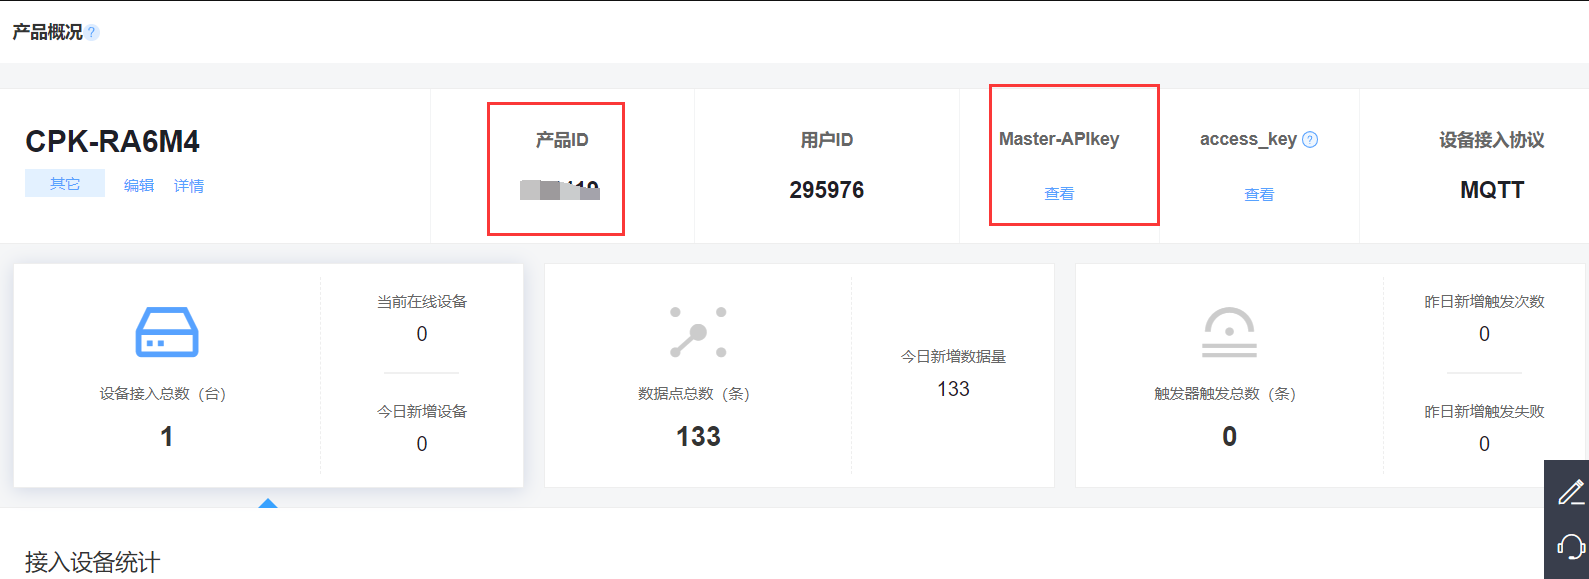 产品概况
CPK-RA6M4
其它 编辑 详情
产品ID
用户ID
295976
Master-APIkey
查看
access_key
查看
设备接入协议
MQTT
设备接入总数（台）
1
当前在线设备
0
今日新增设备
0
数据点总数（条）
133
今日新增数据量
133
触发器触发总数（条）
0
昨日新增触发次数
0
昨日新增触发失败
0
接入设备统计